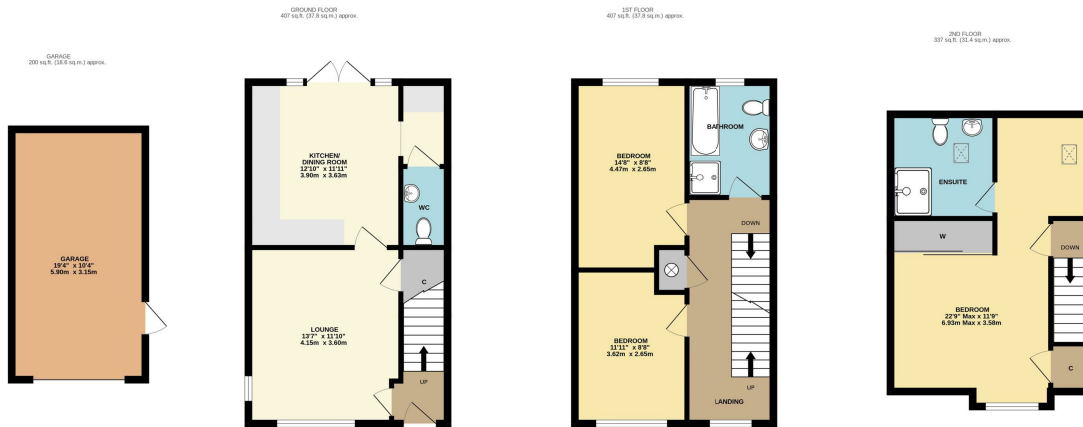 GARAGE
200 sq.ft. (18.6 sq.m.) approx.
GARAGE
19'4" x 10'4"
5.90m x 3.15m
GROUND FLOOR
407 sq.ft. (37.8 sq.m.) approx.
KITCHEN/
DINING ROOM
12'10" x 11'11"
3.90m x 3.63m
WC
C
LOUNGE
13'7" x 11'10"
4.15m x 3.60m
UP
1ST FLOOR
407 sq.ft. (37.8 sq.m.) approx.
BATHROOM
BEDROOM
14'8" x 8'8"
4.47m x 2.65m
DOWN
BEDROOM
11'11" x 8'8"
3.62m x 2.65m
UP
LANDING
2ND FLOOR
337 sq.ft. (31.4 sq.m.) approx.
ENSUITE
W
DOWN
BEDROOM
22'9" Max x 11'9"
6.93m Max x 3.58m
C